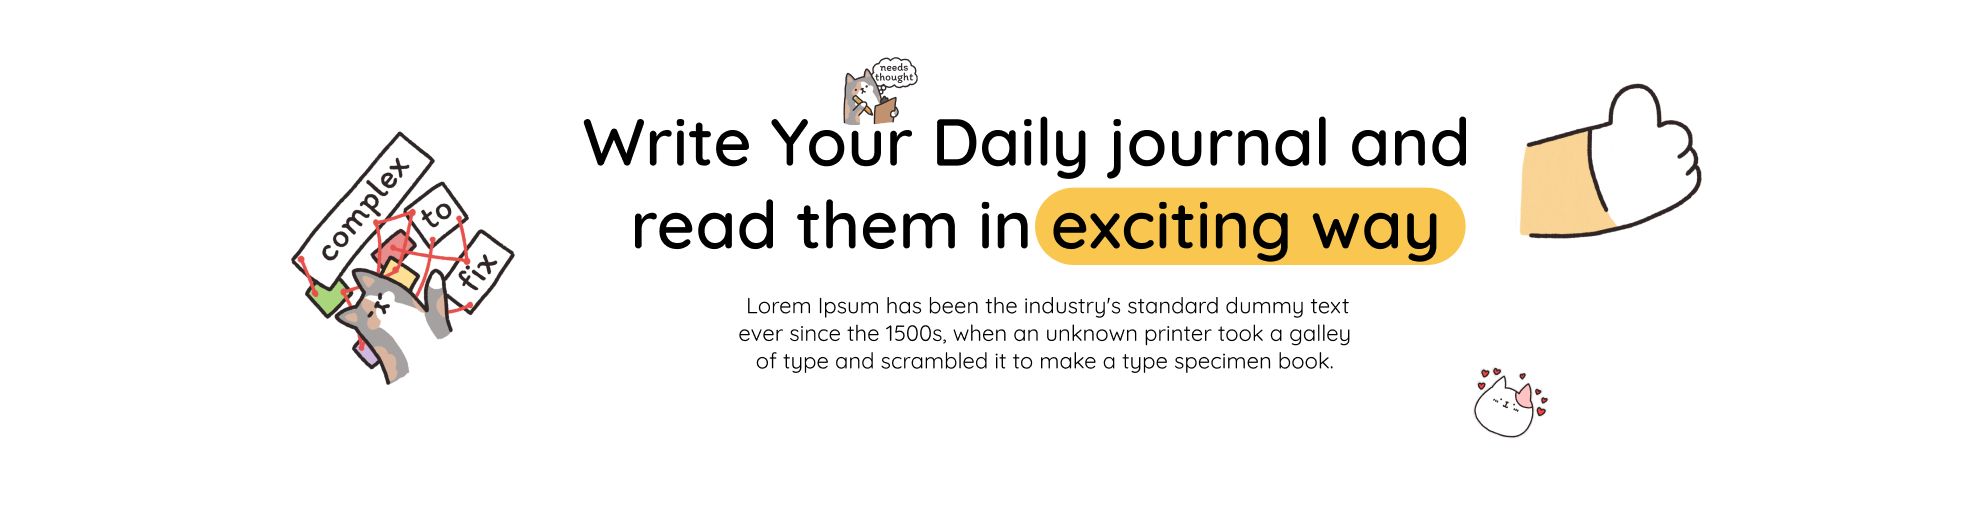 needs
thought
Write Your Daily journal and
read them in exciting way
complex
to
fix
Lorem Ipsum has been the industry's standard dummy text
ever since the 1500s, when an unknown printer took a galley
of type and scrambled it to make a type specimen book.